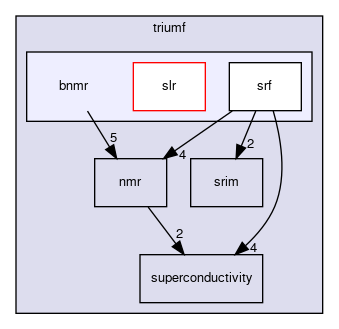 triumf
bnmr
slr
srf
5
4
2
nmr
srim
2
4
superconductivity